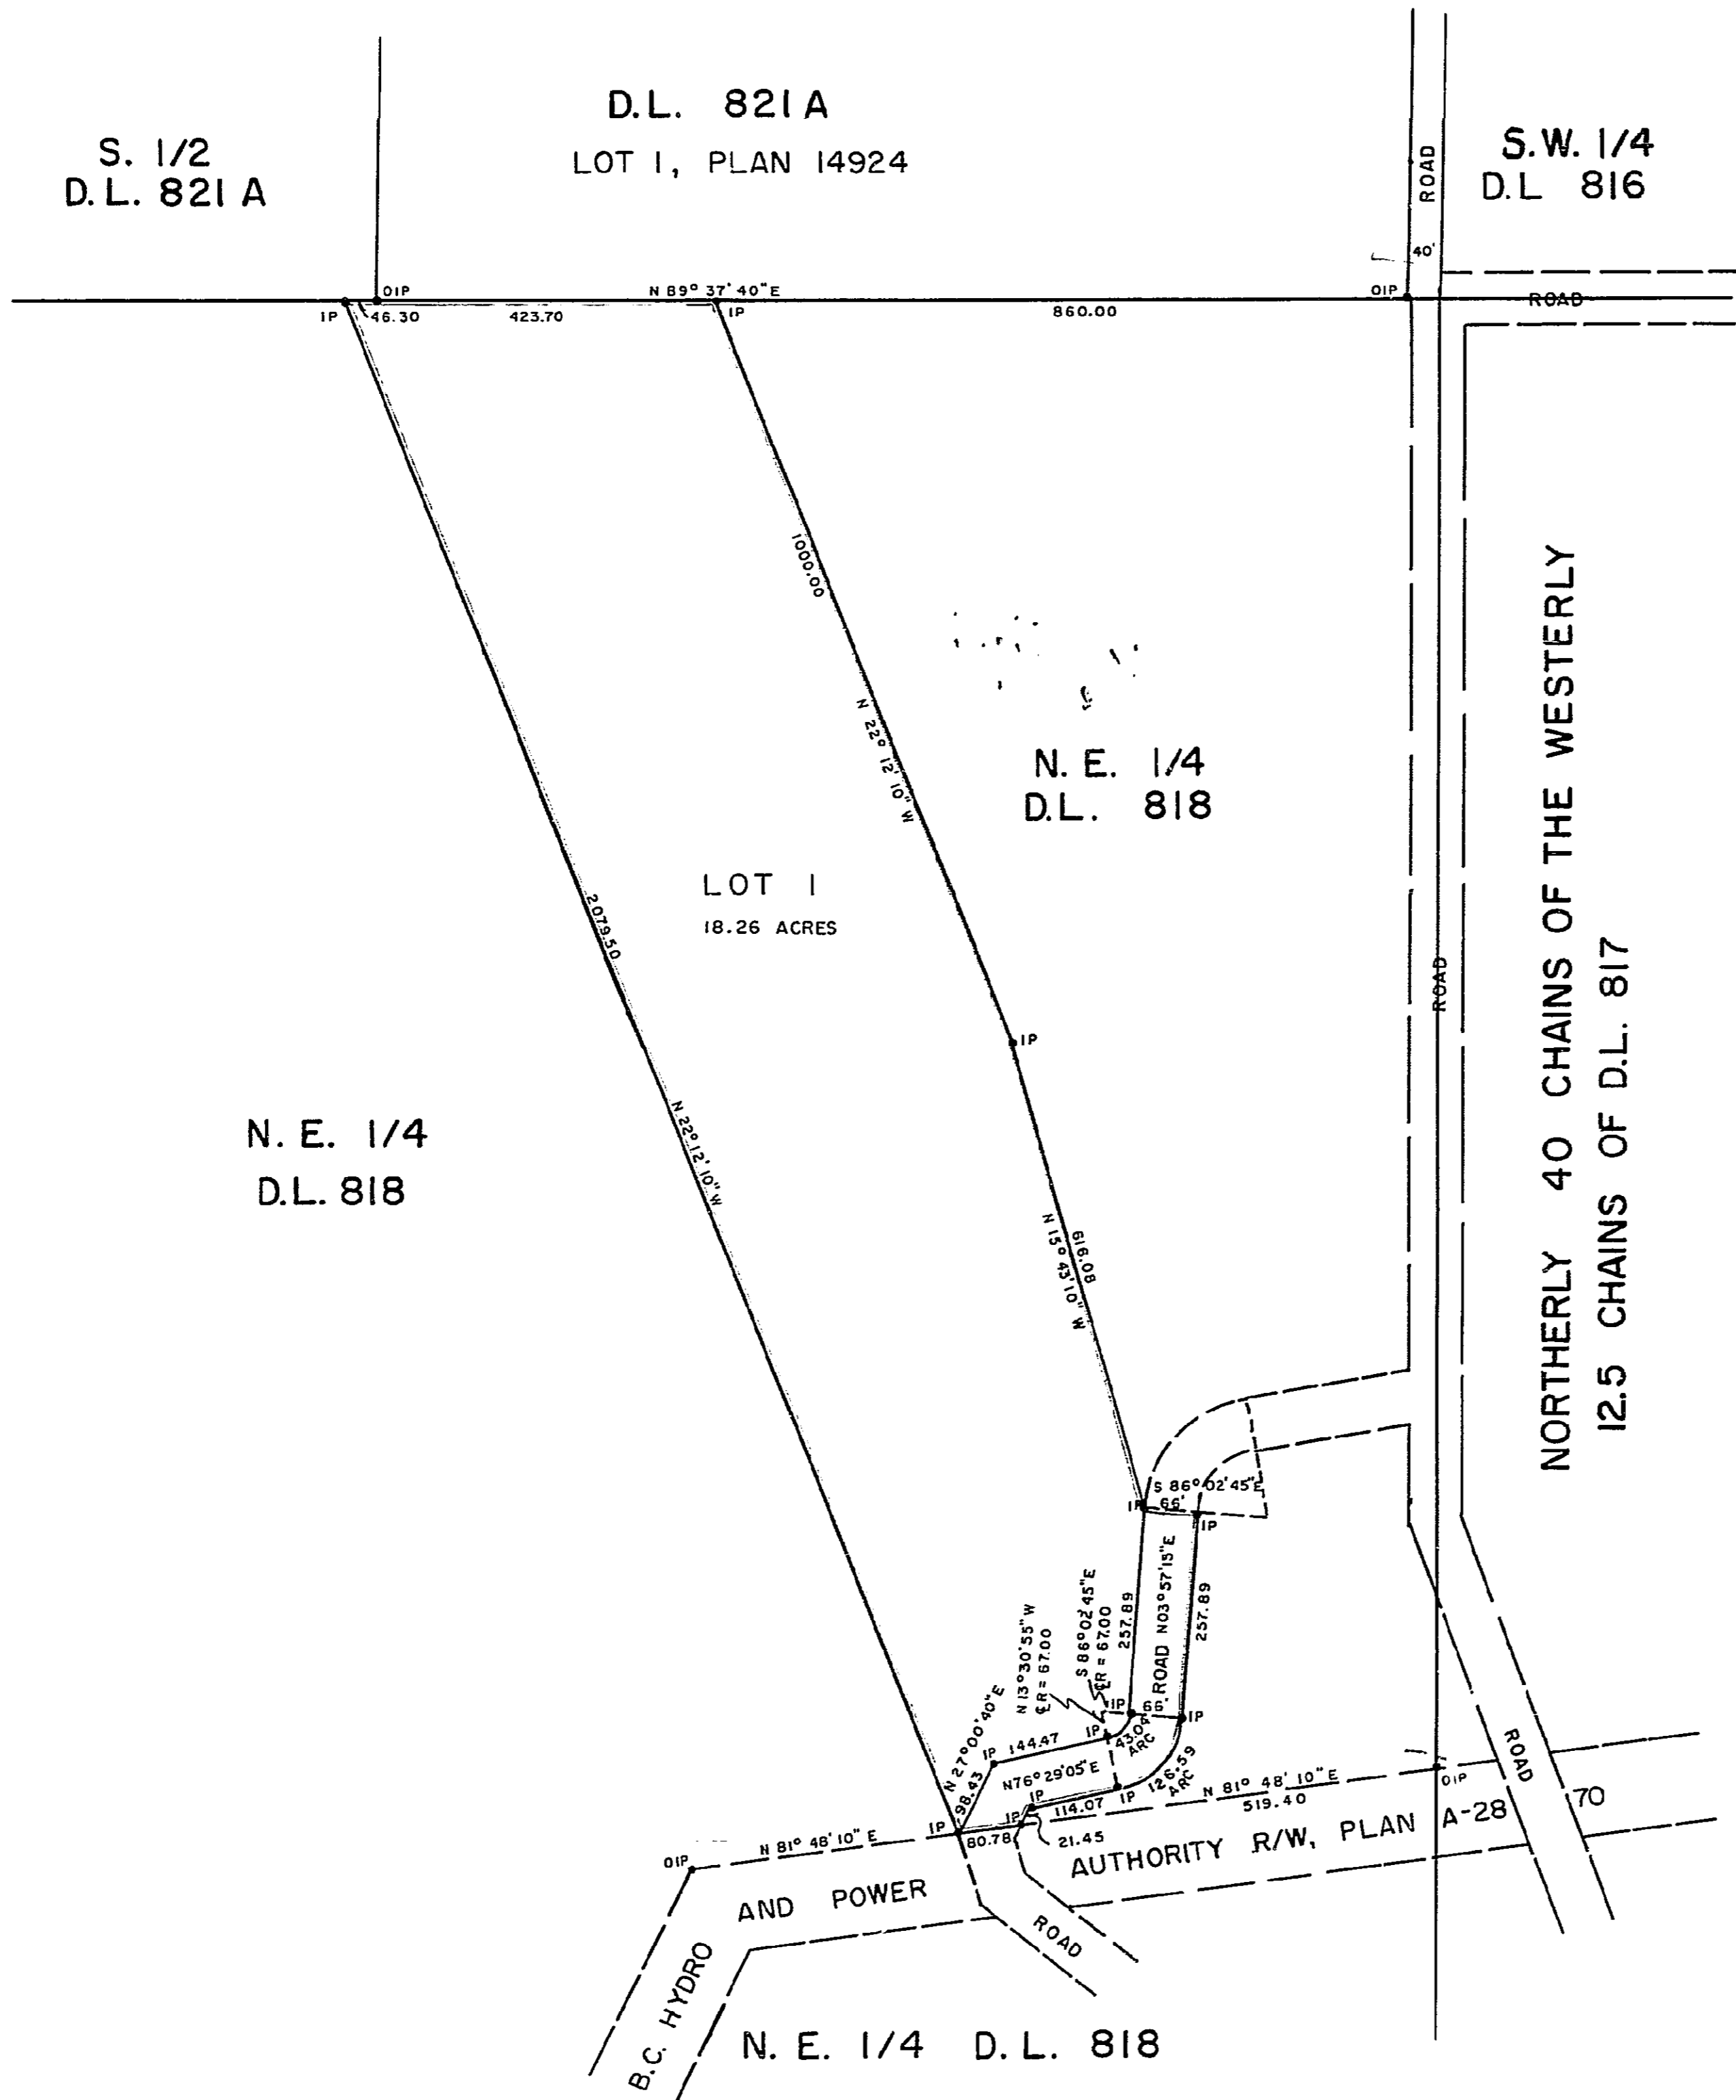 D.L. 821 A
LOT 1, PLAN 14924
S. 1/2
D.L. 821 A
S.W. 1/4
D.L 816
ROAD
40'
OIP
N 89° 37' 40" E
OIP
ROAD
IP
46.30
423.70
IP
860.00
1000.00
N 22° 12' 10" W
N. E. 1/4
D.L. 818
LOT 1
18.26 ACRES
2079.50
N 22° 12' 10" W
ROAD
NORTHERLY 40 CHAINS OF THE WESTERLY
12.5 CHAINS OF D.L. 817
IP
N. E. 1/4
D.L. 818
616.08
N 15° 43' 10" W
S 86° 02' 45" E
IP
66'
IP
257.89
ROAD N03° 57' 15" E
257.89
N 13° 30' 55" W
℄R = 67.00
S 86° 02' 45" E
℄R = 67.00
N 27° 00' 40" E
98.43
IP
144.47
IP
IP
66'
IP
43.04
ARC
N76° 29' 05" E
126.59
ARC
IP
114.07
IP
IP
21.45
IP
80.78
N 81° 48' 10" E
519.40
OIP
ROAD
70
OIP
N 81° 48' 10" E
B.C. HYDRO AND POWER AUTHORITY R/W, PLAN A-28
ROAD
N. E. 1/4 D. L. 818